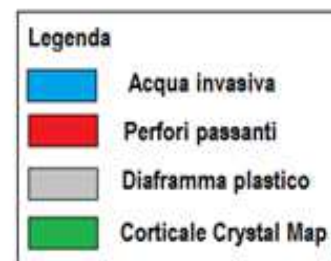 Legenda
Acqua invasiva
Perfori passanti
Diaframma plastico
Corticale Crystal Map